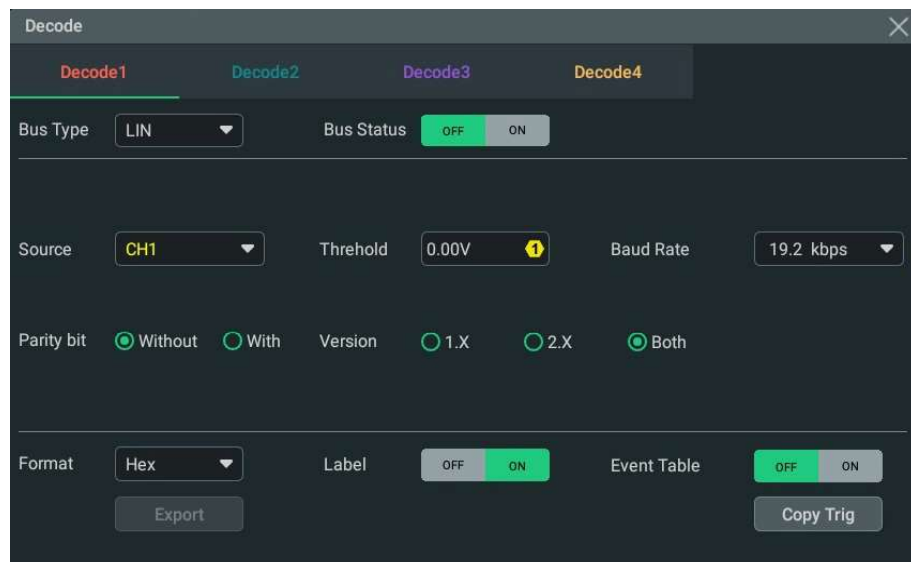 Decode
Decode1 Decode2 Decode3 Decode4
Bus Type LIN Bus Status OFF ON
Source CH1 Threhold 0.00V 1 Baud Rate 19.2 kbps
Parity bit Without With Version 1.X 2.X Both
Format Hex Label OFF ON Event Table OFF ON
Export Copy Trig